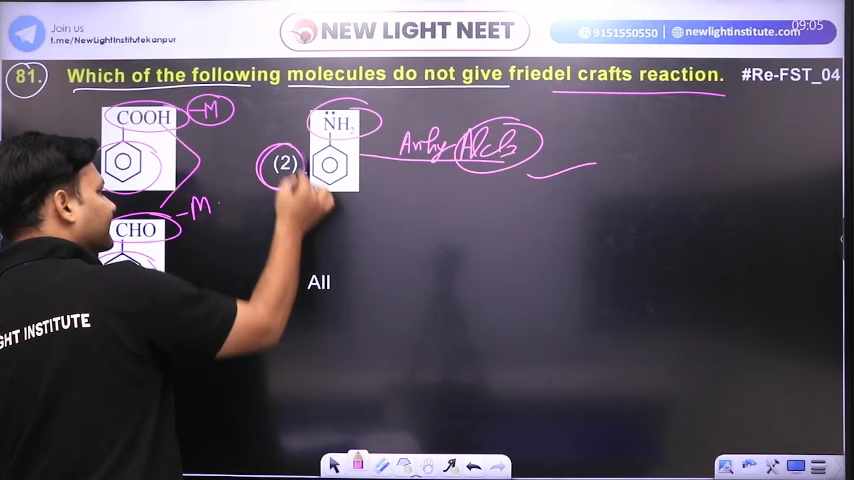 Join us
t.me/NewLightInstitutekanpur
NEW LIGHT NEET
9151550550 | newlightinstitute.com
09:05
81. Which of the following molecules do not give friedel crafts reaction. #Re-FST_04
COOH
-M
(2)
NH2
Anhy AlCl3
CHO
-M
All
GHT INSTITUTE